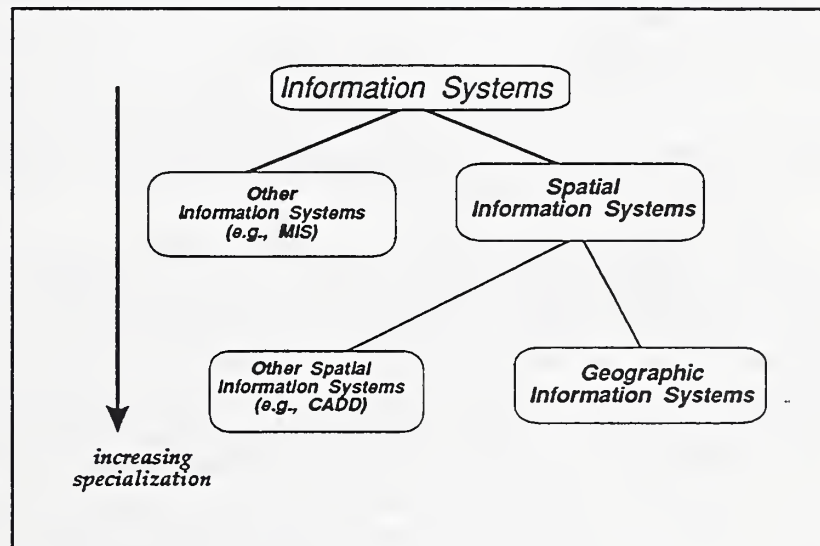 Information Systems
Other
Information Systems
(e.g., MIS)
Spatial
Information Systems
Other Spatial
Information Systems
(e.g., CADD)
Geographic
Information Systems
increasing
specialization